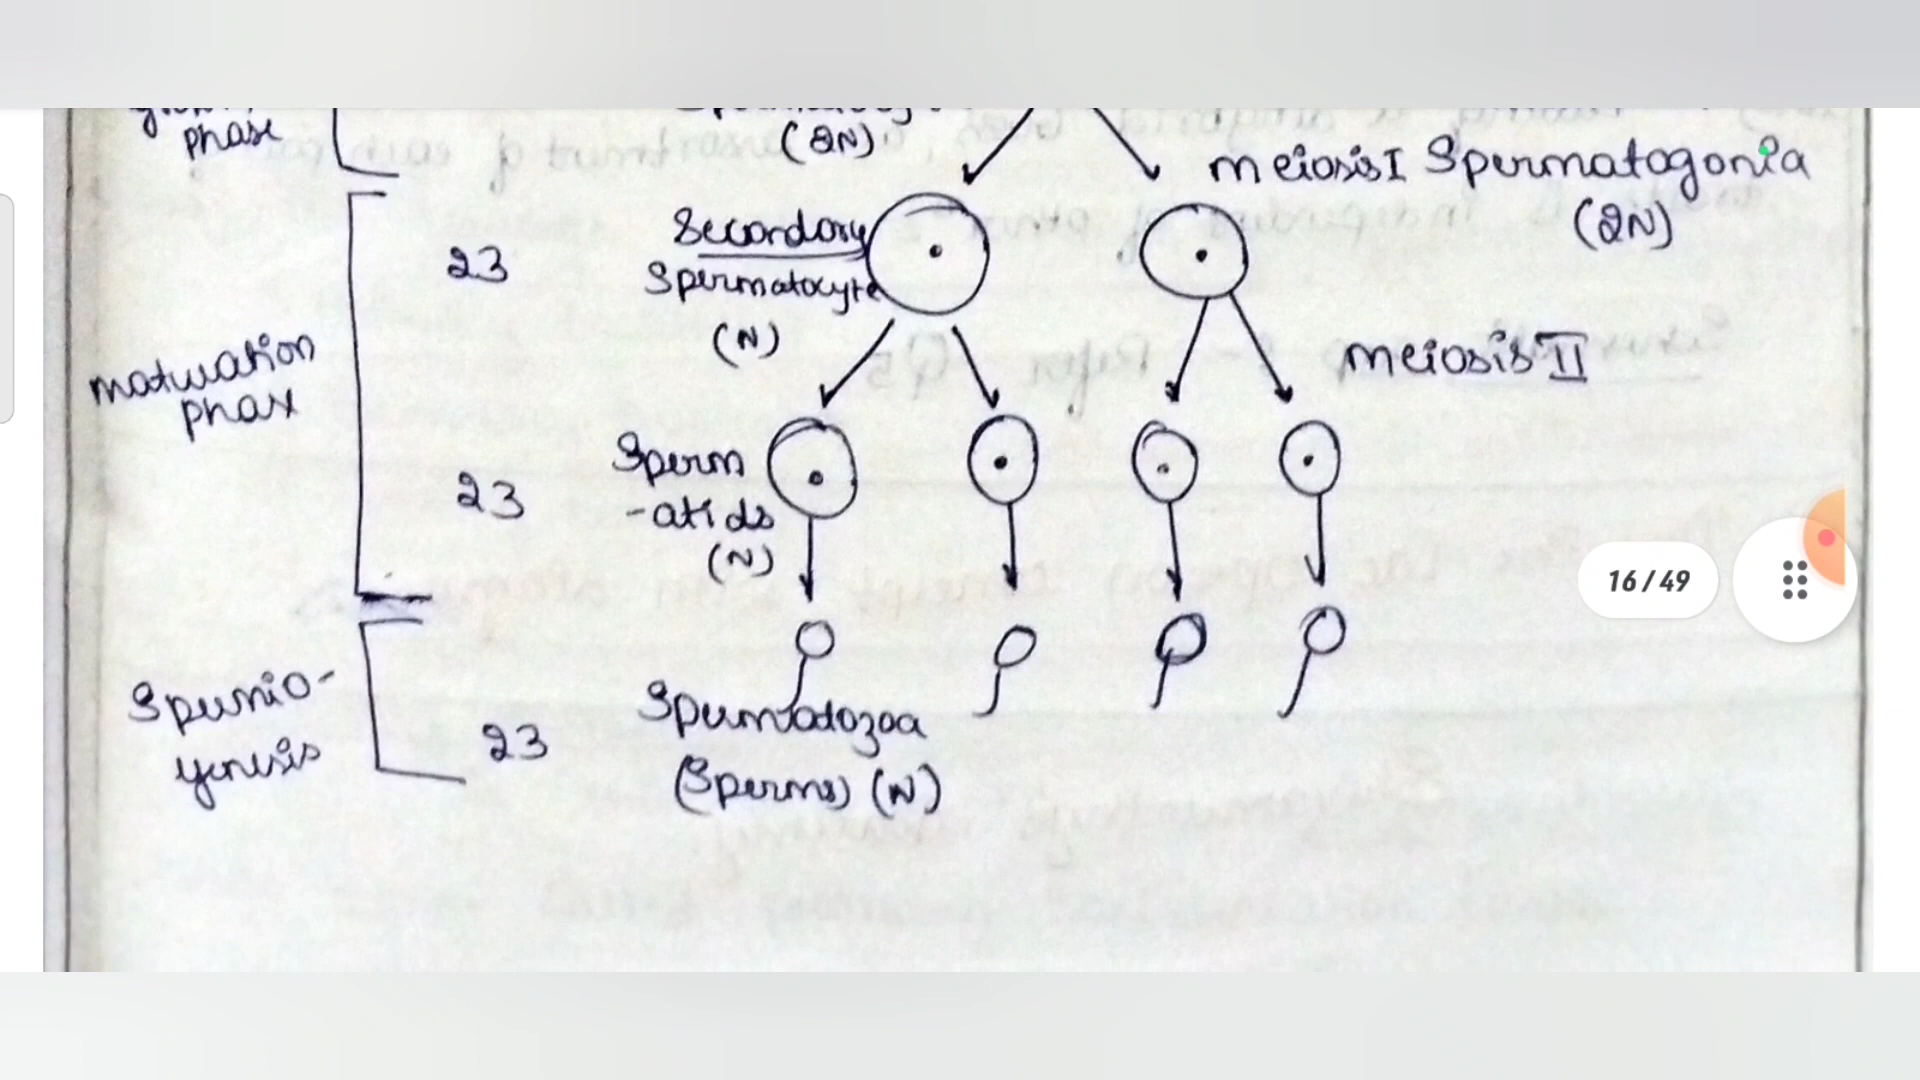 phase
(2N)
meiosis I Spermatogonia
(2N)
23
Secondary
Spermatocyte
(N)
meiosis II
maturation
phase
23
Sperm
-atids
(N)
16/49
Spermio-
genesis
23
Spermatozoa
(Sperms) (N)